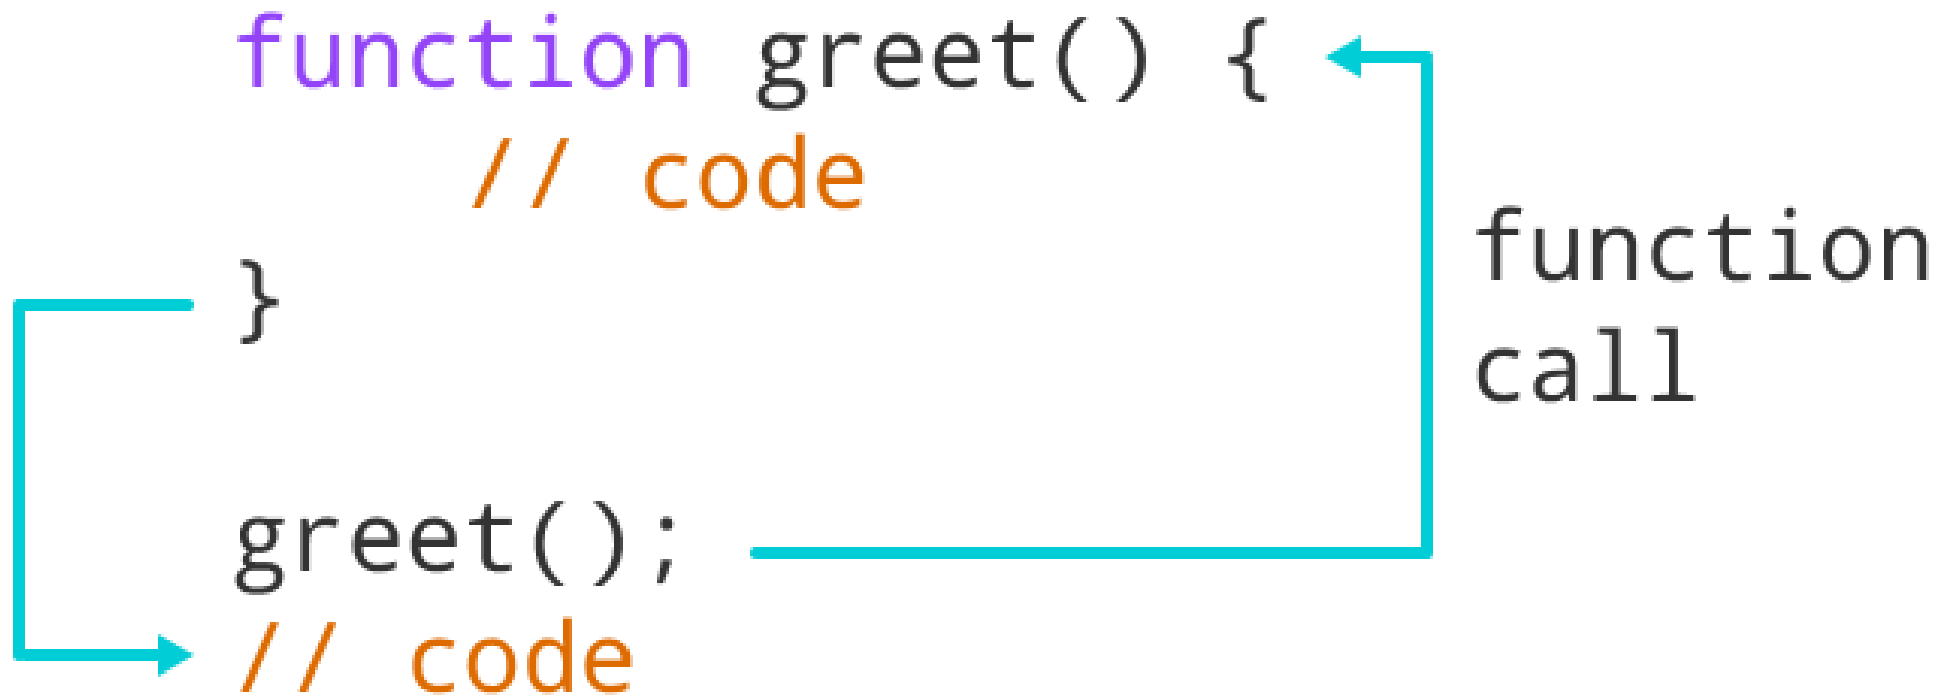 function greet() {
// code
}
function
call
greet();
// code